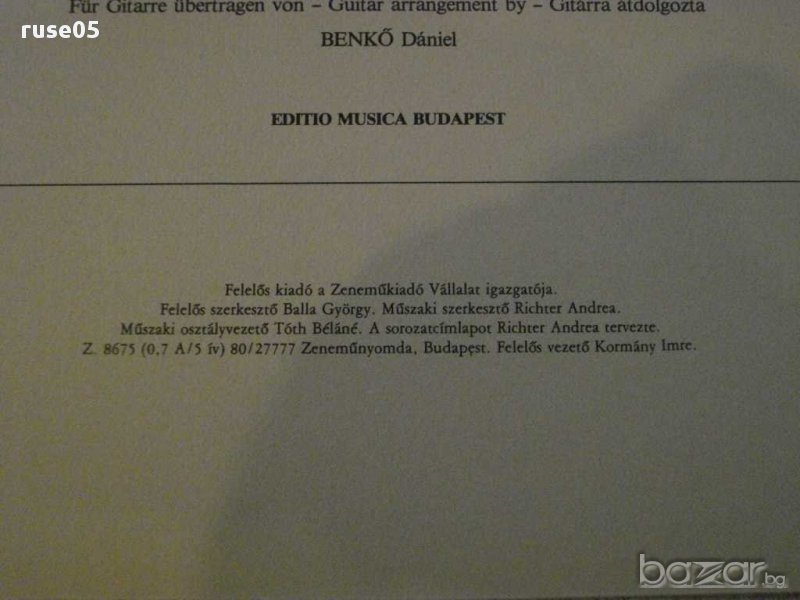 Für Gitarre übertragen von – Guitar arrangement by – Gitárra átdolgozta
ruse05
BENKŐ Dániel
EDITIO MUSICA BUDAPEST
Felelős kiadó a Zeneműkiadó Vállalat igazgatója.
Felelős szerkesztő Balla György. Műszaki szerkesztő Richter Andrea.
Műszaki osztályvezető Tóth Béláné. A sorozatcímlapot Richter Andrea tervezte.
Z. 8675 (0,7 A/5 ív) 80/27777 Zeneműnyomda, Budapest. Felelős vezető Kormány Imre.
bazar.bg